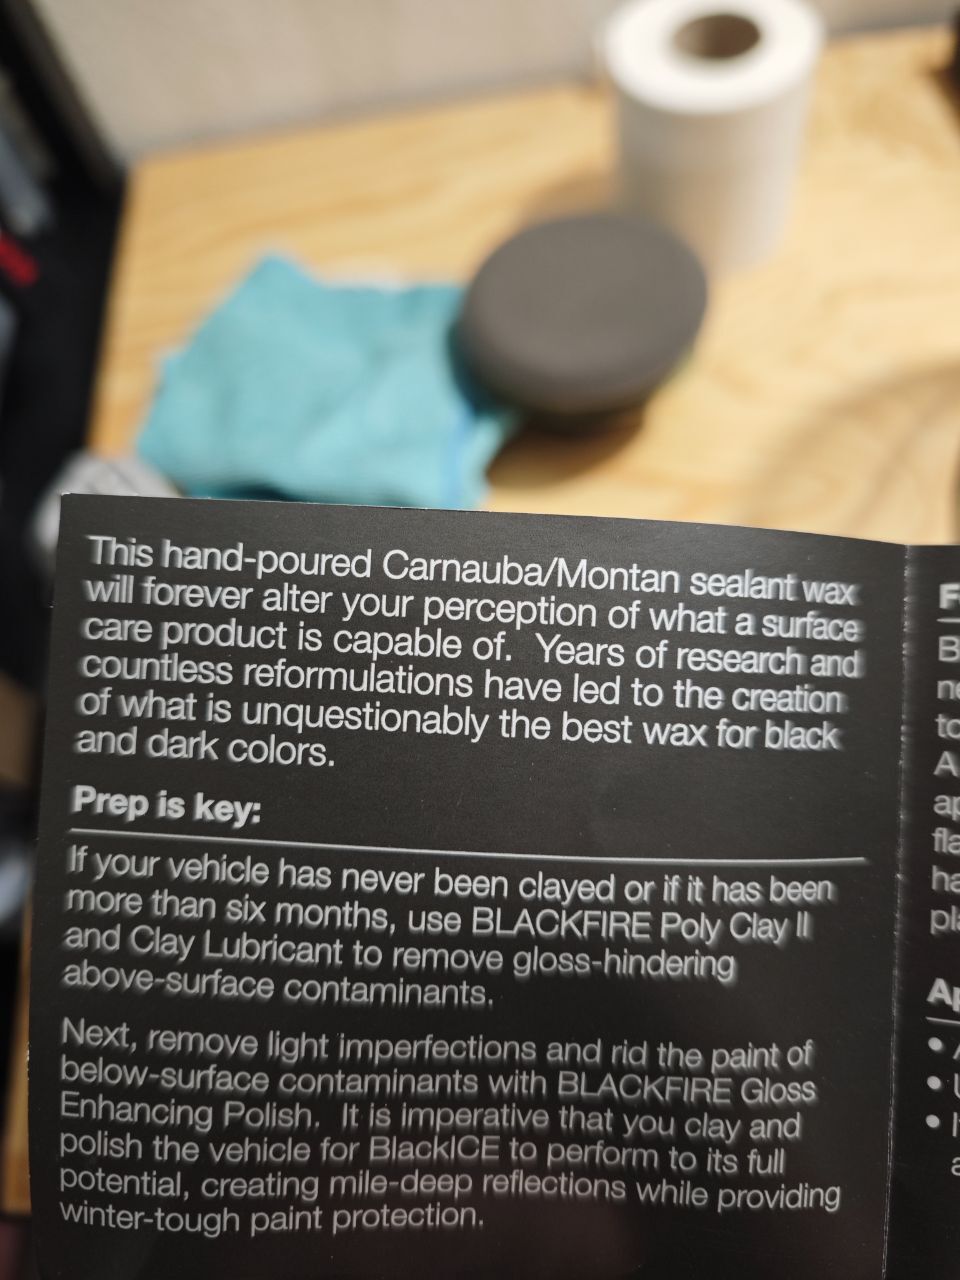 This hand-poured Carnauba/Montan sealant wax
will forever alter your perception of what a surface
care product is capable of.  Years of research and
countless reformulations have led to the creation
of what is unquestionably the best wax for black
and dark colors.
Prep is key:
If your vehicle has never been clayed or if it has been
more than six months, use BLACKFIRE Poly Clay II
and Clay Lubricant to remove gloss-hindering
above-surface contaminants.
Next, remove light imperfections and rid the paint of
below-surface contaminants with BLACKFIRE Gloss
Enhancing Polish.  It is imperative that you clay and
polish the vehicle for BlackICE to perform to its full
potential, creating mile-deep reflections while providing
winter-tough paint protection.